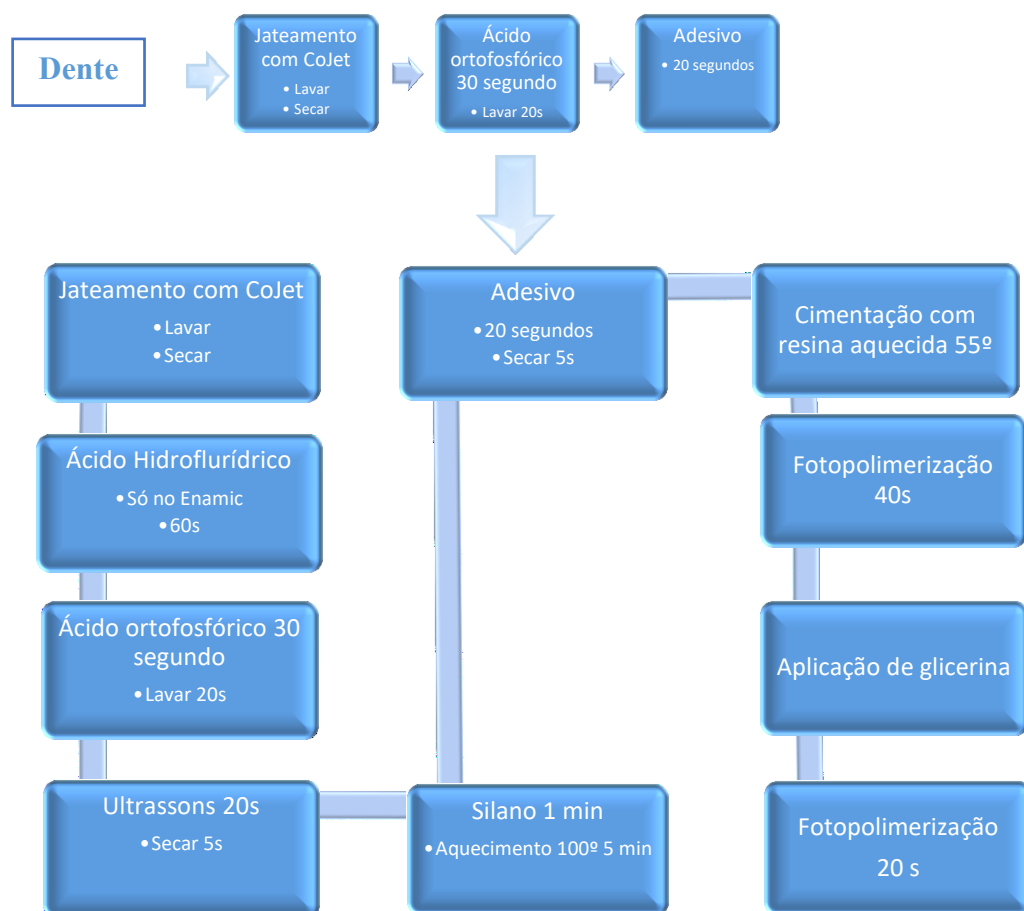 Dente
Jateamento
com CoJet
• Lavar
• Secar
Ácido
ortofosfórico
30 segundo
• Lavar 20s
Adesivo
• 20 segundos
Jateamento com CoJet
• Lavar
• Secar
Ácido Hidroflurídrico
• Só no Enamic
• 60s
Ácido ortofosfórico 30
segundo
• Lavar 20s
Ultrassons 20s
• Secar 5s
Silano 1 min
• Aquecimento 100º 5 min
Adesivo
• 20 segundos
• Secar 5s
Cimentação com
resina aquecida 55º
Fotopolimerização
40s
Aplicação de glicerina
Fotopolimerização
20 s